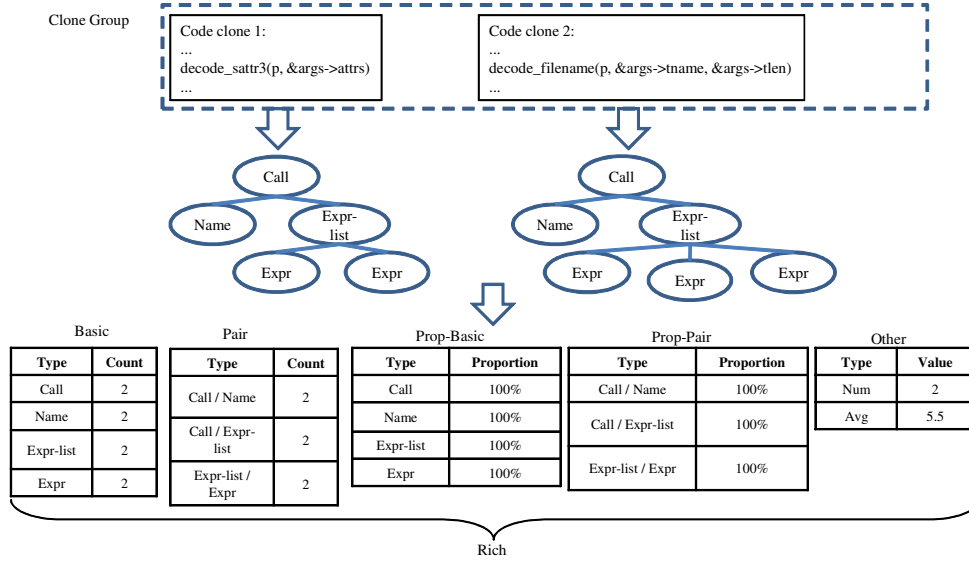 Clone Group
Code clone 1:
...
decode_sattr3(p, &args->attrs)
...
Code clone 2:
...
decode_filename(p, &args->tname, &args->tlen)
...
Call
Name
Expr-
list
Expr
Expr
Call
Name
Expr-
list
Expr
Expr
Expr
Basic
Type Count
Call 2
Name 2
Expr-list 2
Expr 2
Pair
Type Count
Call / Name 2
Call / Expr-
list 2
Expr-list /
Expr 2
Prop-Basic
Type Proportion
Call 100%
Name 100%
Expr-list 100%
Expr 100%
Prop-Pair
Type Proportion
Call / Name 100%
Call / Expr-list 100%
Expr-list / Expr 100%
Other
Type Value
Num 2
Avg 5.5
Rich